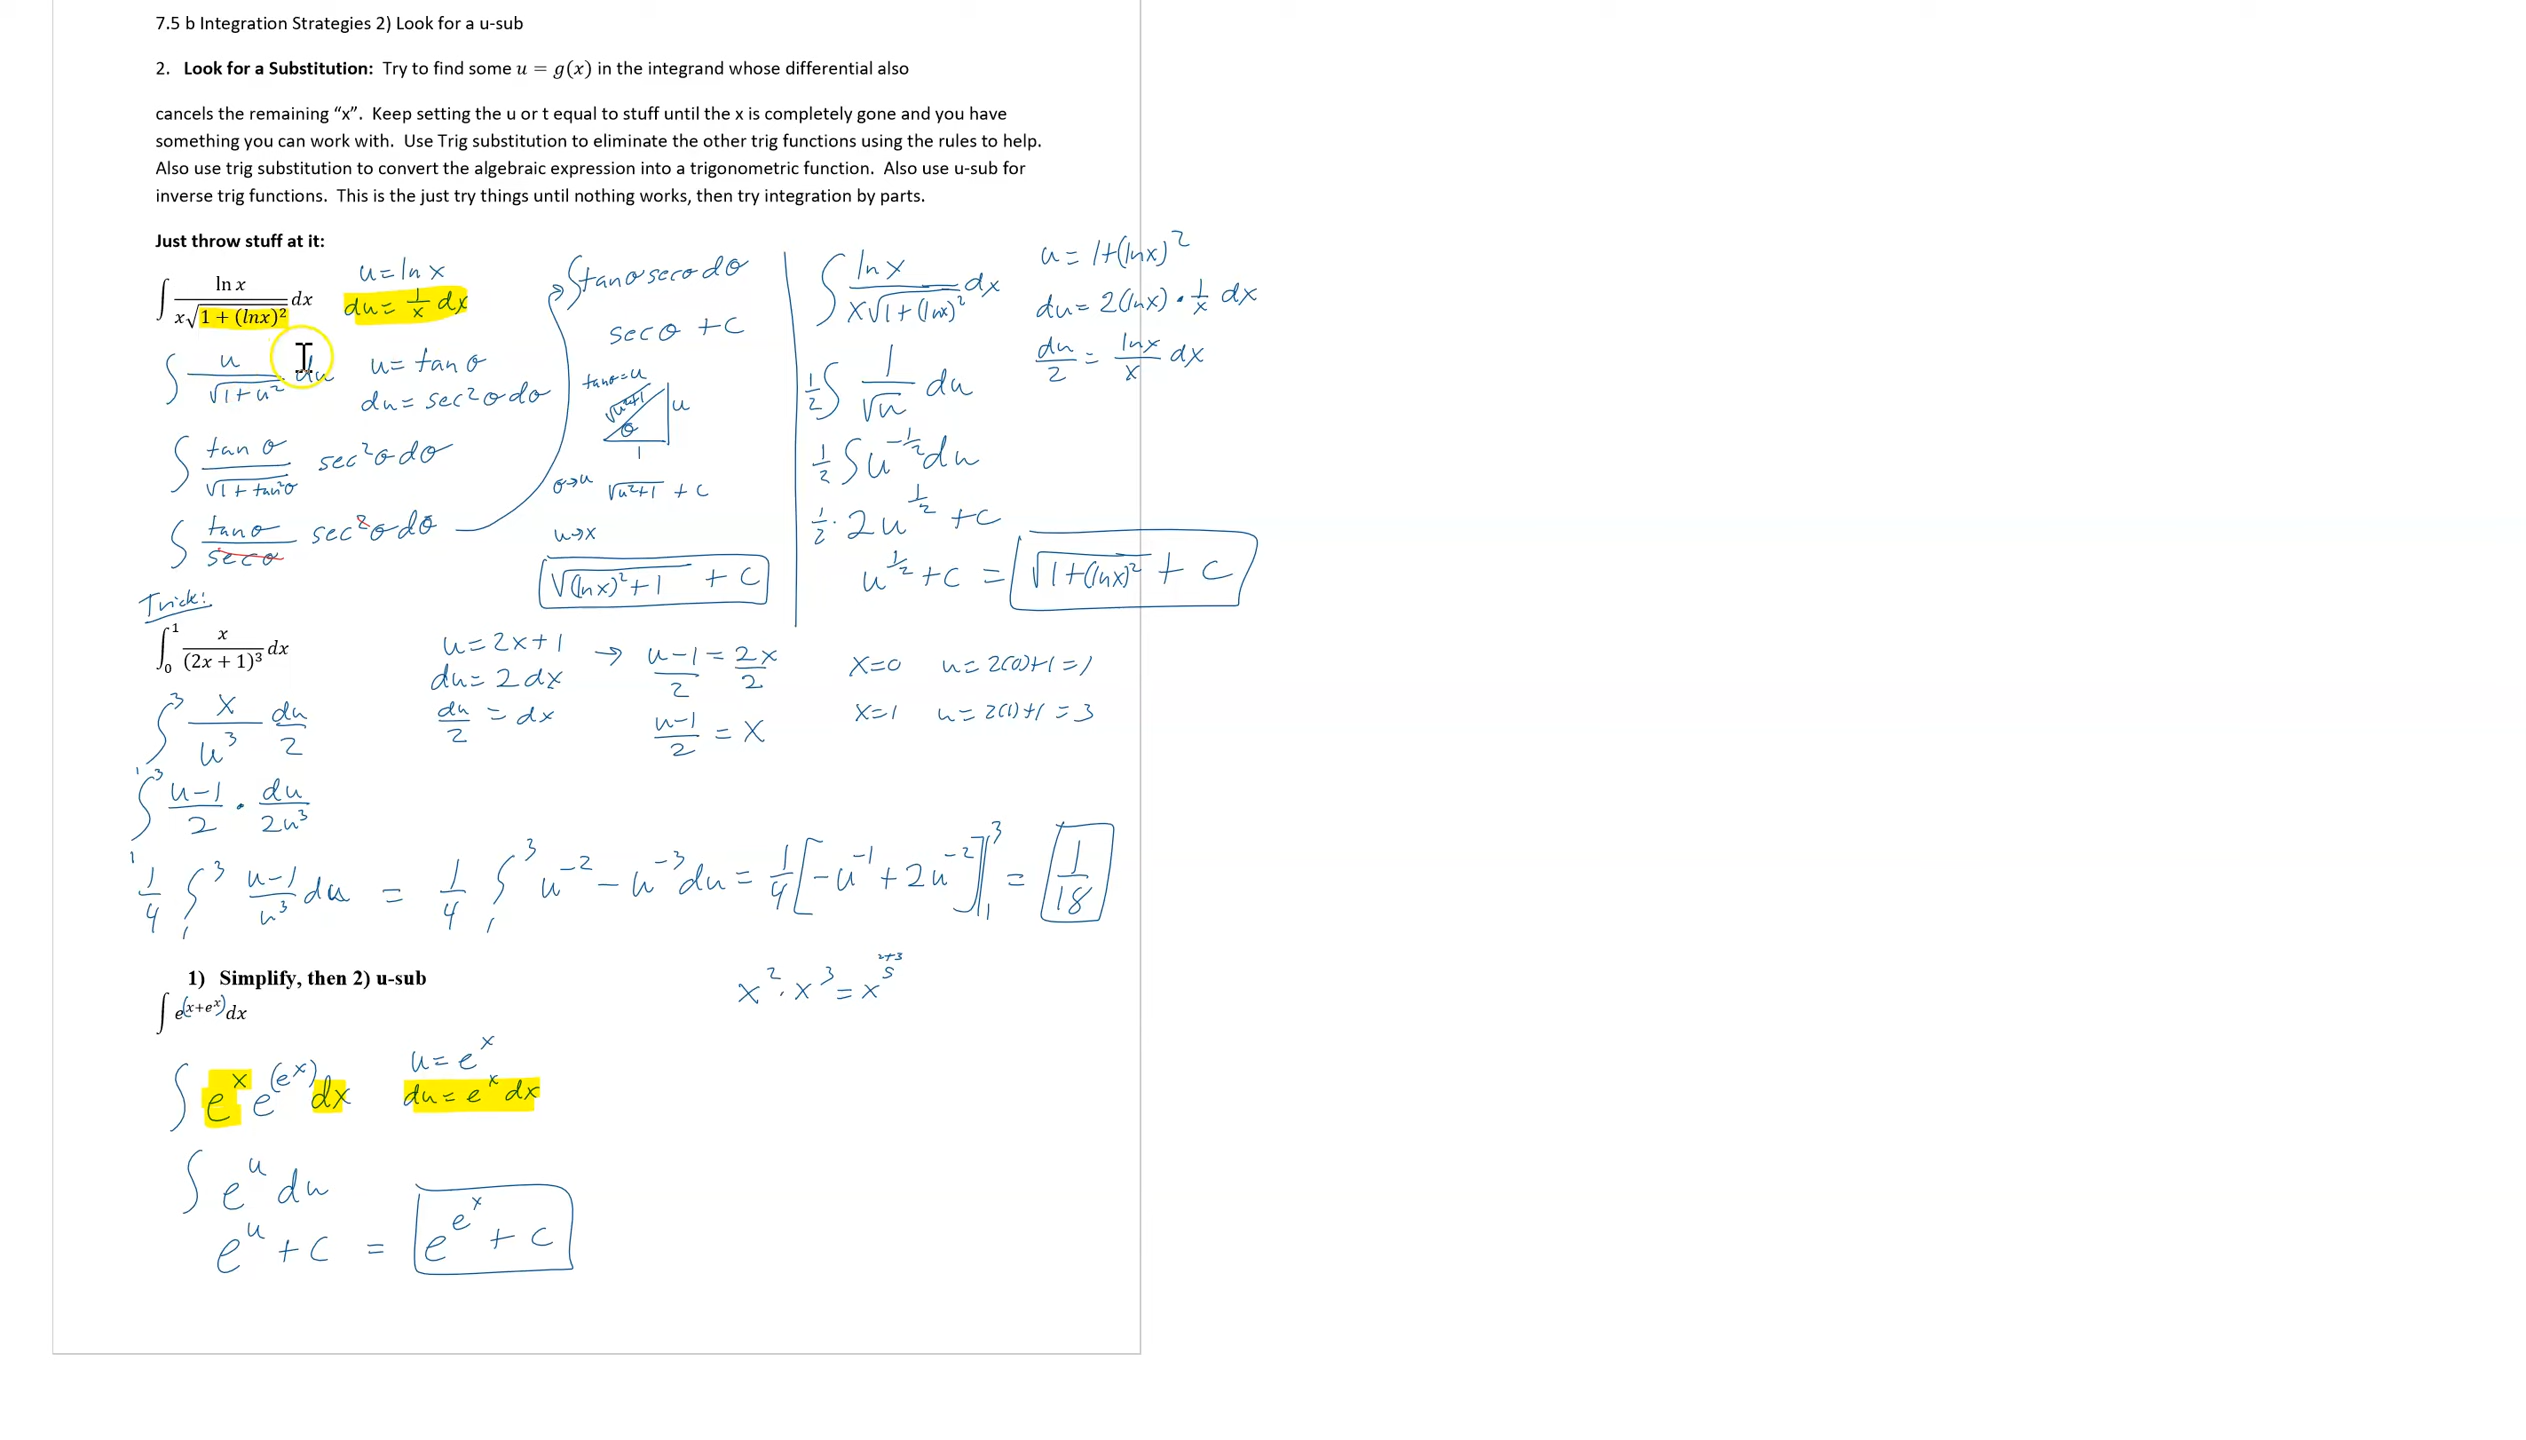 7.5 b Integration Strategies 2) Look for a u-sub
2. Look for a Substitution: Try to find some u = g(x) in the integrand whose differential also
cancels the remaining “x”. Keep setting the u or t equal to stuff until the x is completely gone and you have
something you can work with. Use Trig substitution to eliminate the other trig functions using the rules to help.
Also use trig substitution to convert the algebraic expression into a trigonometric function. Also use u-sub for
inverse trig functions. This is the just try things until nothing works, then try integration by parts.
Just throw stuff at it:
∫ ln x / (x√(1 + (lnx)²)) dx
u = ln x
du = 1/x dx
∫ u / √(1+u²) du
u = tan θ
du = sec²θ dθ
∫ tan θ / √(1 + tan²θ) sec²θ dθ
∫ tan θ / sec θ sec²θ dθ
∫ tan θ sec θ dθ
sec θ + C
tan θ = u
√(u²+1)
u
θ
1
θ→u √(u²+1) + C
u→x
√((ln x)²+1) + C
∫ ln x / (x√(1+(ln x)²)) dx
u = 1+(ln x)²
du = 2(ln x) · 1/x dx
du/2 = ln x / x dx
1/2 ∫ 1/√u du
1/2 ∫ u^(-1/2) du
1/2 · 2u^(1/2) + C
u^(1/2) + C = √(1+(ln x)²) + C
Trick:
∫₀¹ x / (2x + 1)³ dx
u = 2x+1 → u-1 = 2x
2 2
du = 2 dx
du/2 = dx
(u-1)/2 = x
x=0 u = 2(0)+1 = 1
x=1 u = 2(1)+1 = 3
∫₁³ x/u³ du/2
∫₁³ (u-1)/2 · du/(2u³)
1/4 ∫₁³ (u-1)/u³ du = 1/4 ∫₁³ u⁻² - u⁻³ du = 1/4 [-u⁻¹ + 2u⁻²]|₁³ = 1/18
1) Simplify, then 2) u-sub
∫ e^(x+e^x) dx
x² · x³ = x⁵
2+3
∫ e^x e^(e^x) dx
u = e^x
du = e^x dx
∫ e^u du
e^u + C = e^(e^x) + C